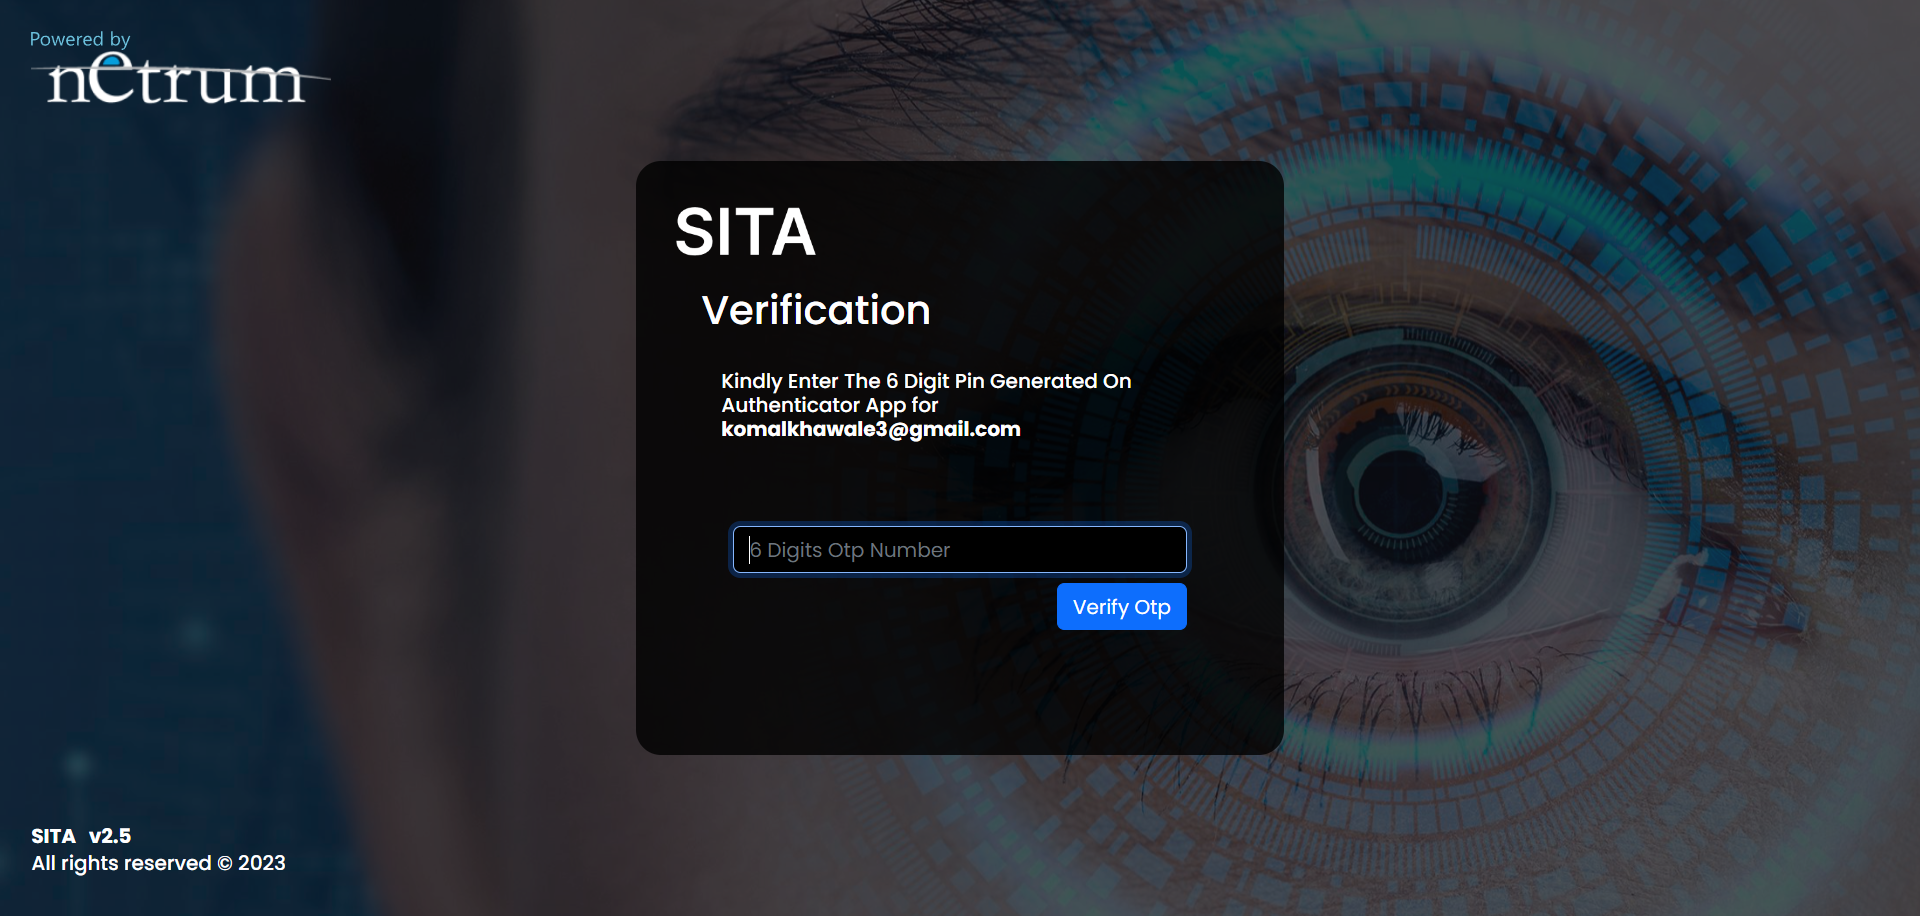 Powered by
netrum
SITA
Verification
Kindly Enter The 6 Digit Pin Generated On
Authenticator App for
komalkhawale3@gmail.com
6 Digits Otp Number
Verify Otp
SITA v2.5
All rights reserved © 2023